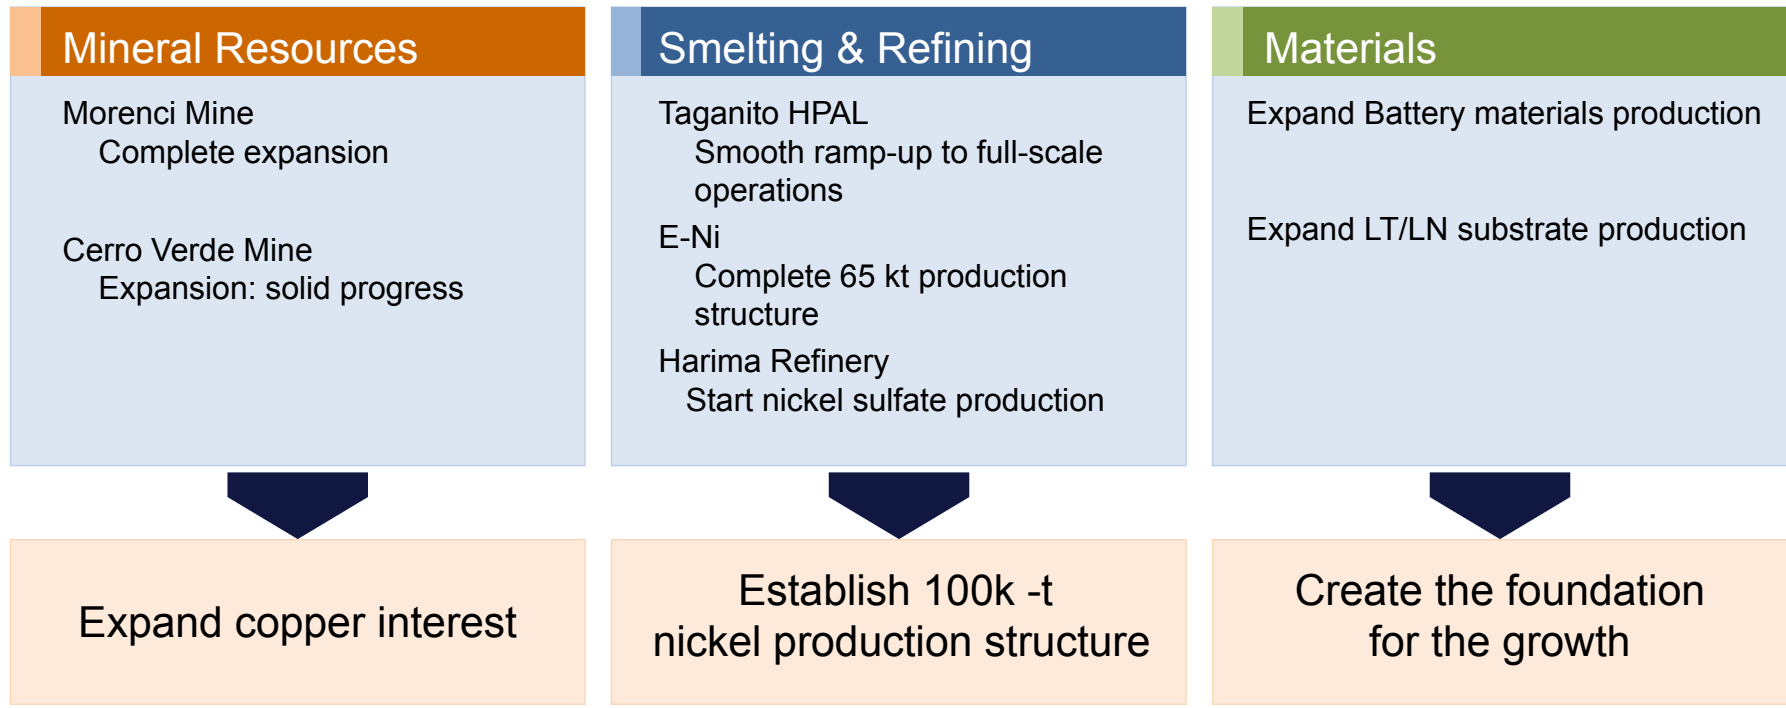 Mineral Resources
Morenci Mine
Complete expansion
Cerro Verde Mine
Expansion: solid progress
Expand copper interest
Smelting & Refining
Taganito HPAL
Smooth ramp-up to full-scale
operations
E-Ni
Complete 65 kt production
structure
Harima Refinery
Start nickel sulfate production
Establish 100k -t
nickel production structure
Materials
Expand Battery materials production
Expand LT/LN substrate production
Create the foundation
for the growth